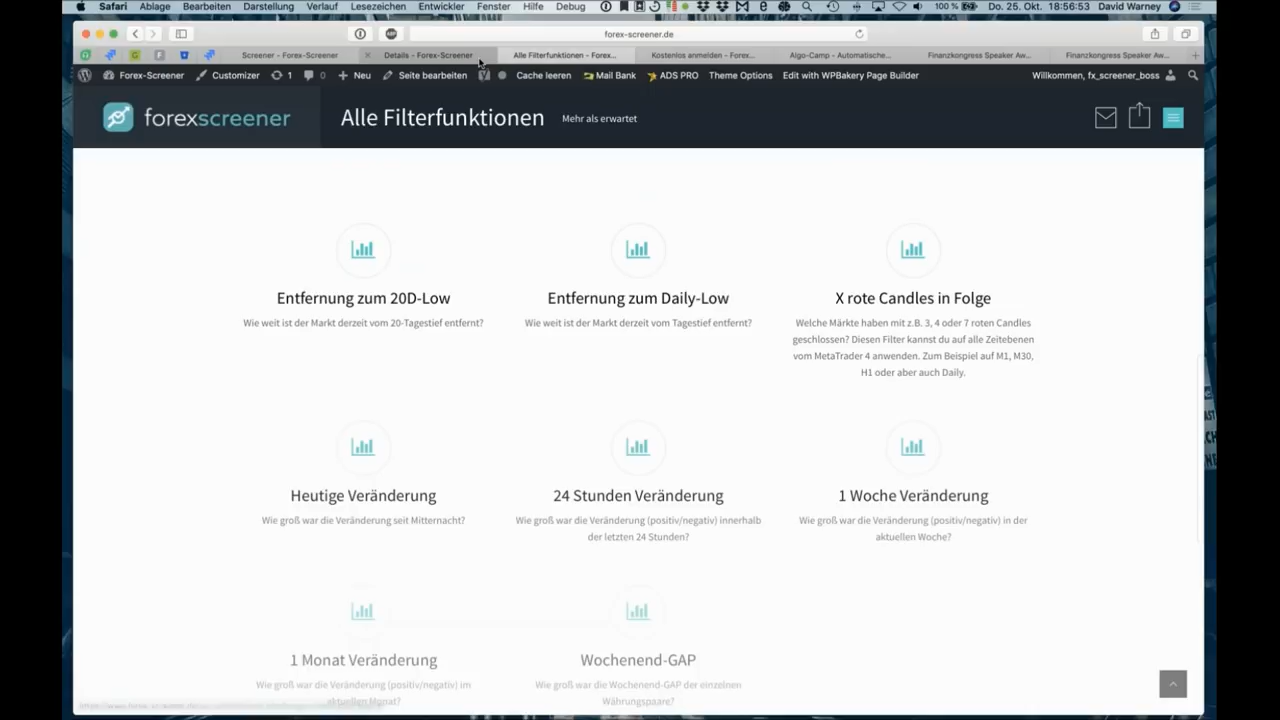 Safari Ablage Bearbeiten Darstellung Verlauf Lesezeichen Entwickler Fenster Hilfe Debug 100 % Do. 25. Okt. 18:56:53 David Warney
forex-screener.de
Screener - Forex-Screener Details - Forex-Screener Alle Filterfunktionen - Forex... Kostenlos anmelden - Forex... Algo-Camp - Automatische... Finanzkongress Speaker Aw... Finanzkongress Speaker Aw...
Forex-Screener Customizer 1 0 Neu Seite bearbeiten Cache leeren Mail Bank ADS PRO Theme Options Edit with WPBakery Page Builder Willkommen, fx_screener_boss
forexscreener Alle Filterfunktionen Mehr als erwartet
Entfernung zum 20D-Low Entfernung zum Daily-Low X rote Candles in Folge
Wie weit ist der Markt derzeit vom 20-Tagestief entfernt? Wie weit ist der Markt derzeit vom Tagestief entfernt? Welche Märkte haben mit z.B. 3, 4 oder 7 roten Candles
geschlossen? Diesen Filter kannst du auf alle Zeitebenen
vom MetaTrader 4 anwenden. Zum Beispiel auf M1, M30,
H1 oder aber auch Daily.
Heutige Veränderung 24 Stunden Veränderung 1 Woche Veränderung
Wie groß war die Veränderung seit Mitternacht? Wie groß war die Veränderung (positiv/negativ) innerhalb Wie groß war die Veränderung (positiv/negativ) in der
der letzten 24 Stunden? aktuellen Woche?
1 Monat Veränderung Wochenend-GAP
Wie groß war die Veränderung (positiv/negativ) im Wie groß war die Wochenend-GAP der einzelnen
aktuellen Monat? Währungspaare?